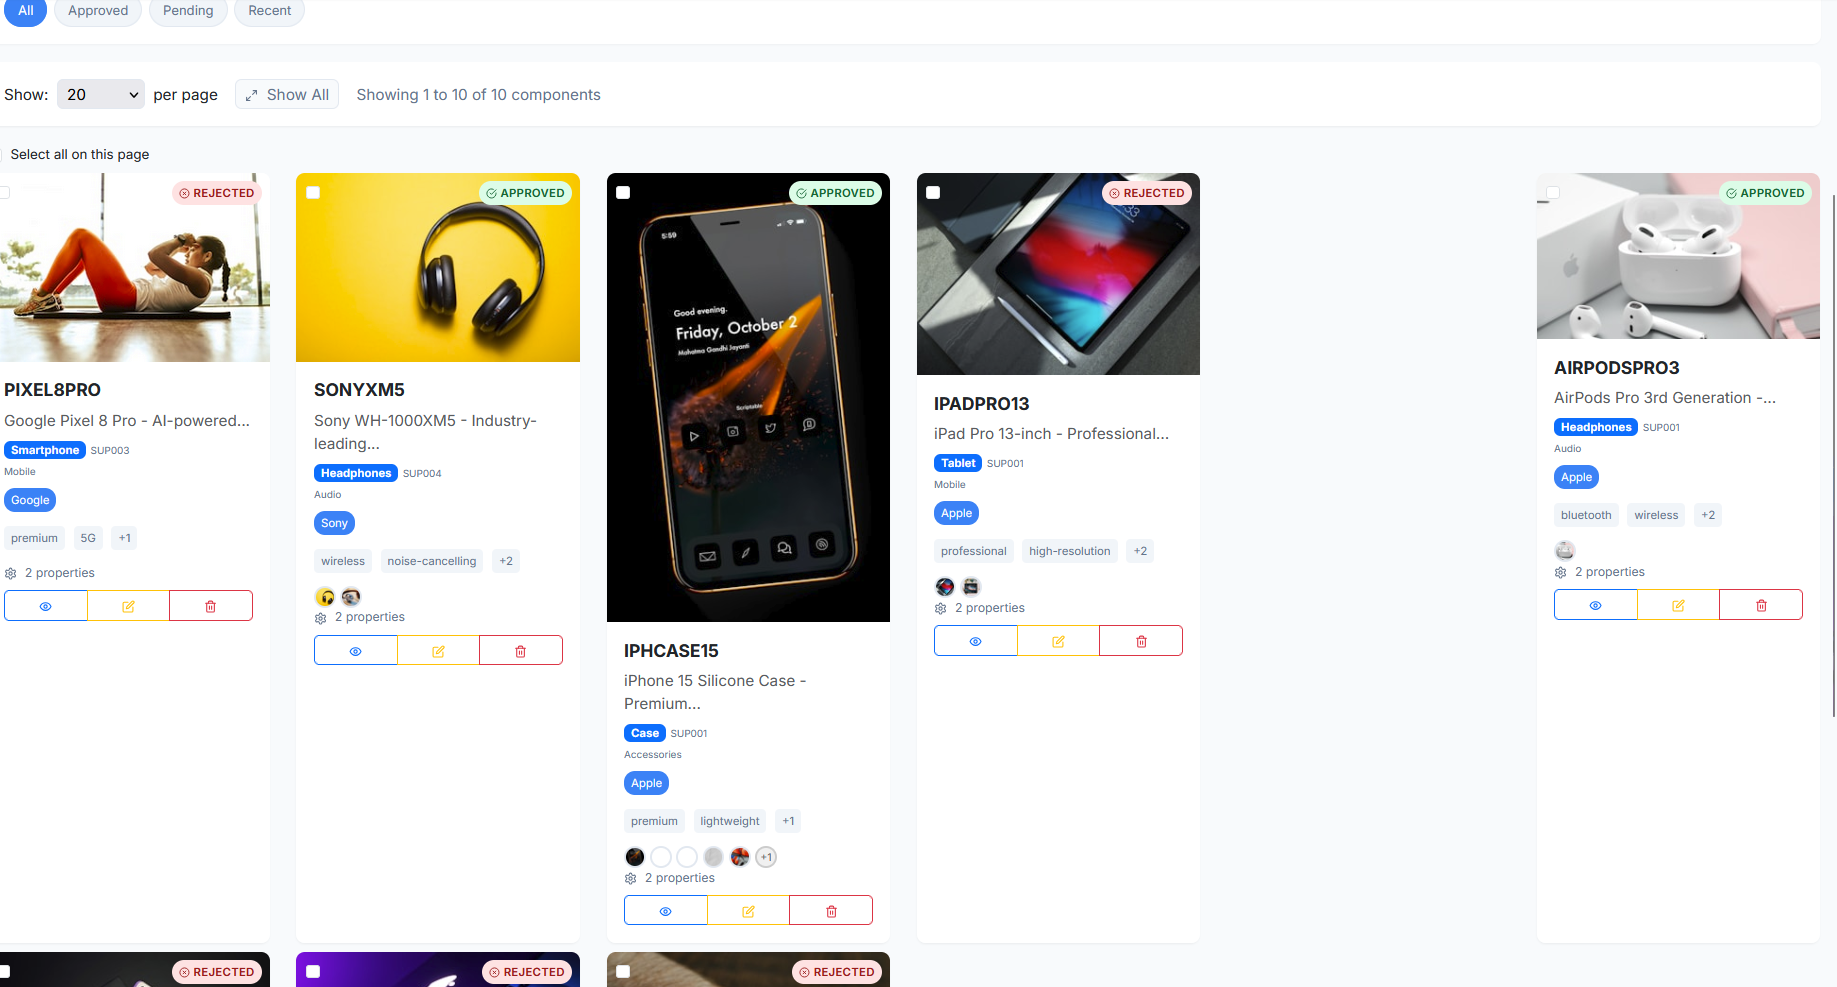 All
Approved
Pending
Recent
Show:
20
per page
Show All
Showing 1 to 10 of 10 components
Select all on this page
REJECTED
PIXEL8PRO
Google Pixel 8 Pro - AI-powered...
Smartphone SUP003
Mobile
Google
premium 5G +1
2 properties
APPROVED
SONYXM5
Sony WH-1000XM5 - Industry-
leading...
Headphones SUP004
Audio
Sony
wireless noise-cancelling +2
2 properties
APPROVED
5:59
Good evening.
Friday, October 2
Mahatma Gandhi Jayanti
Scriptable
IPHCASE15
iPhone 15 Silicone Case -
Premium...
Case SUP001
Accessories
Apple
premium lightweight +1
+1
2 properties
REJECTED
IPADPRO13
iPad Pro 13-inch - Professional...
Tablet SUP001
Mobile
Apple
professional high-resolution +2
2 properties
APPROVED
AIRPODSPRO3
AirPods Pro 3rd Generation -...
Headphones SUP001
Audio
Apple
bluetooth wireless +2
2 properties
REJECTED
REJECTED
REJECTED